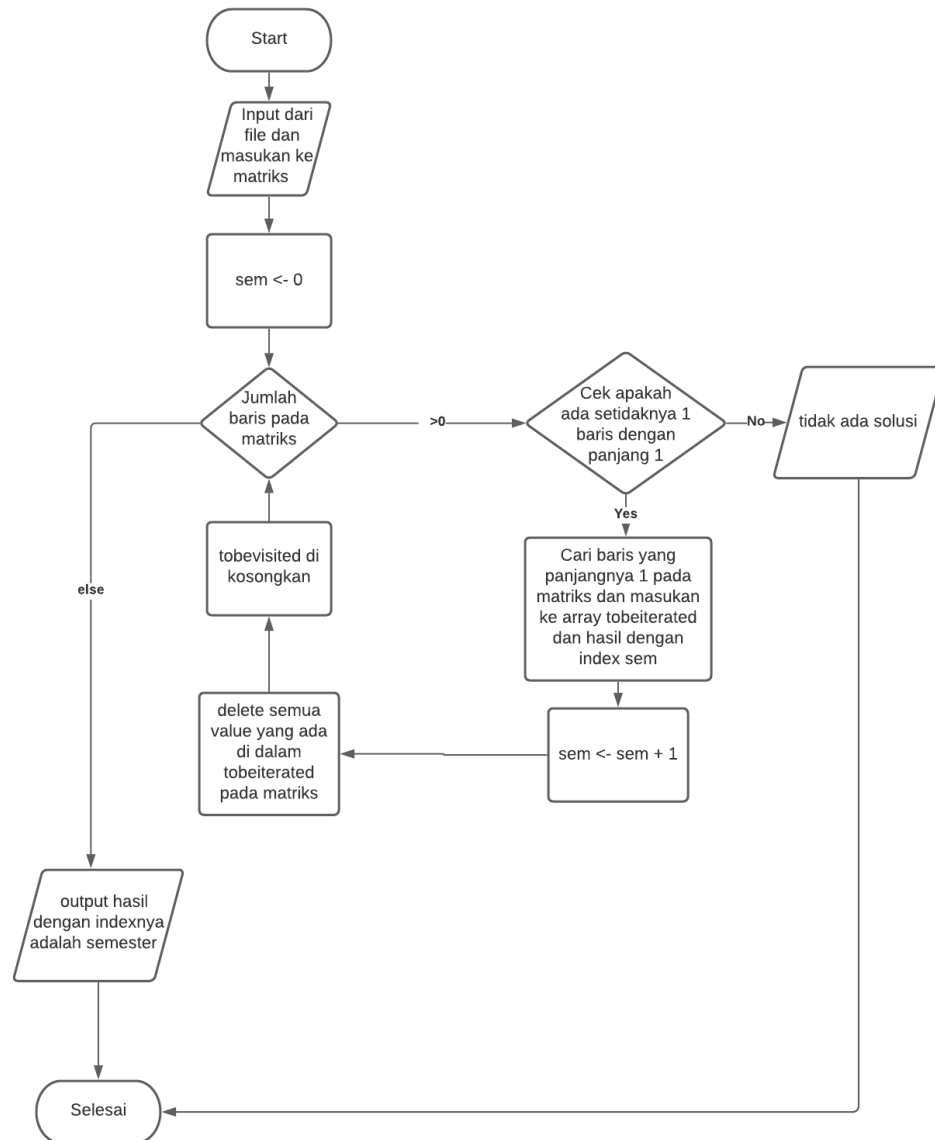 Start
Input dari
file dan
masukan ke
matriks
sem <- 0
Jumlah
baris pada
matriks
>0
Cek apakah
ada setidaknya 1
baris dengan
panjang 1
No
tidak ada solusi
Yes
Cari baris yang
panjangnya 1 pada
matriks dan masukan
ke array tobeiterated
dan hasil dengan
index sem
sem <- sem + 1
delete semua
value yang ada
di dalam
tobeiterated
pada matriks
tobevisited di
kosongkan
else
output hasil
dengan indexnya
adalah semester
Selesai